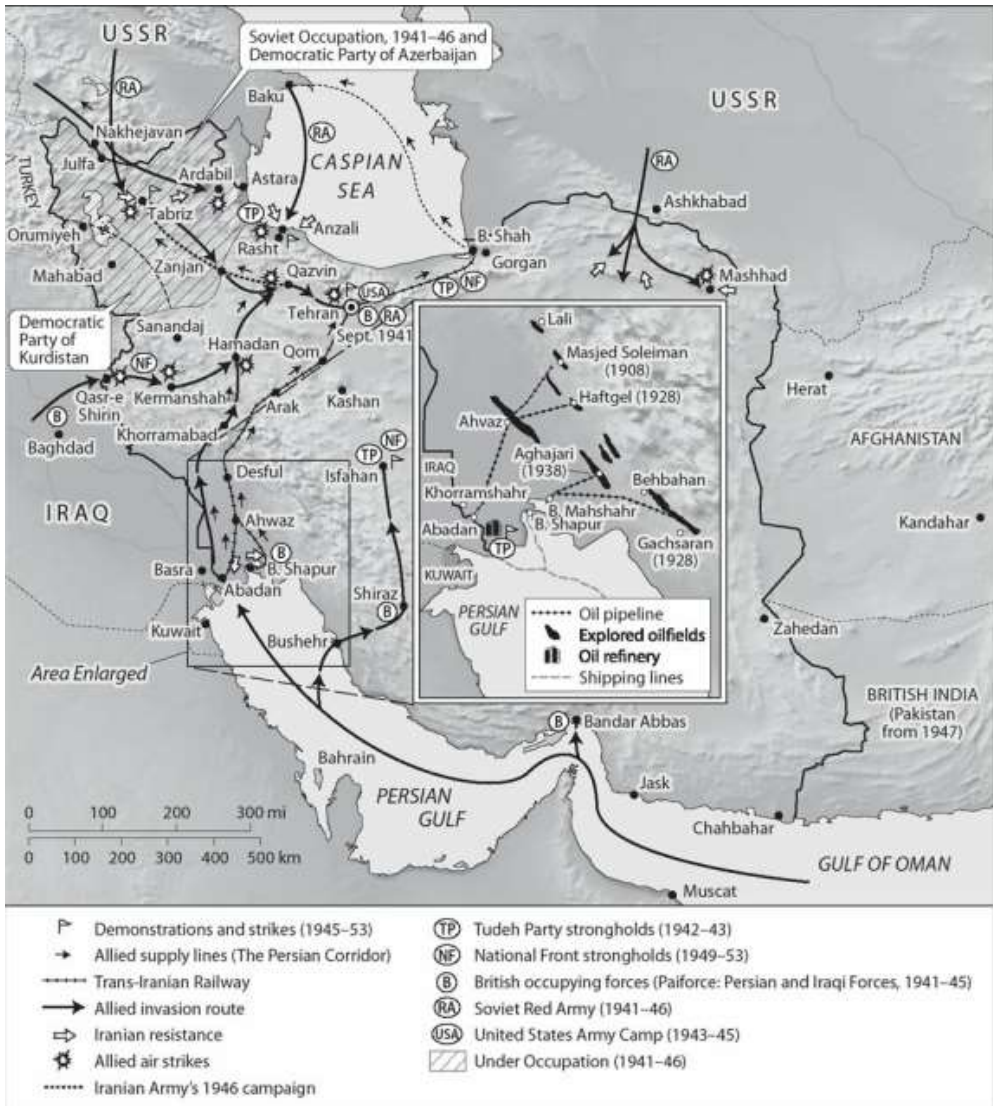 USSR
Soviet Occupation, 1941–46 and
Democratic Party of Azerbaijan
RA
Baku
USSR
Nakhejavan
RA
CASPIAN
SEA
RA
Julfa
Ardabil
Astara
Ashkhabad
TURKEY
Tabriz
TP
Anzali
Orumiyeh
Rasht
B. Shah
Gorgan
Mahabad
Zanjan
Qazvin
Mashhad
USA
TP
NF
Tehran
B
RA
Sept. 1941
Democratic
Party of
Kurdistan
Sanandaj
Hamadan
Qom
NF
Qasr-e
Shirin
Kermanshah
Kashan
Herat
B
Arak
Baghdad
Khorramabad
AFGHANISTAN
NF
TP
Desful
Isfahan
IRAQ
Kandahar
Ahwaz
B
Basra
B. Shapur
Abadan
Shiraz
B
Kuwait
Bushehr
Zahedan
Area Enlarged
BRITISH INDIA
(Pakistan
from 1947)
Lali
Masjed Soleiman
(1908)
Haftgel (1928)
Ahvaz
Aghajari
(1938)
IRAQ
Behbahan
Khorramshahr
B. Mahshahr
Abadan
B. Shapur
TP
Gachsaran
(1928)
KUWAIT
PERSIAN
GULF
Oil pipeline
Explored oilfields
Oil refinery
Shipping lines
B
Bandar Abbas
Bahrain
Jask
PERSIAN
GULF
Chahbahar
0 100 200 300 mi
0 100 200 300 400 500 km
GULF OF OMAN
Muscat
Demonstrations and strikes (1945–53)
Allied supply lines (The Persian Corridor)
Trans-Iranian Railway
Allied invasion route
Iranian resistance
Allied air strikes
Iranian Army's 1946 campaign
TP Tudeh Party strongholds (1942–43)
NF National Front strongholds (1949–53)
B British occupying forces (Paiforce: Persian and Iraqi Forces, 1941–45)
RA Soviet Red Army (1941–46)
USA United States Army Camp (1943–45)
Under Occupation (1941–46)